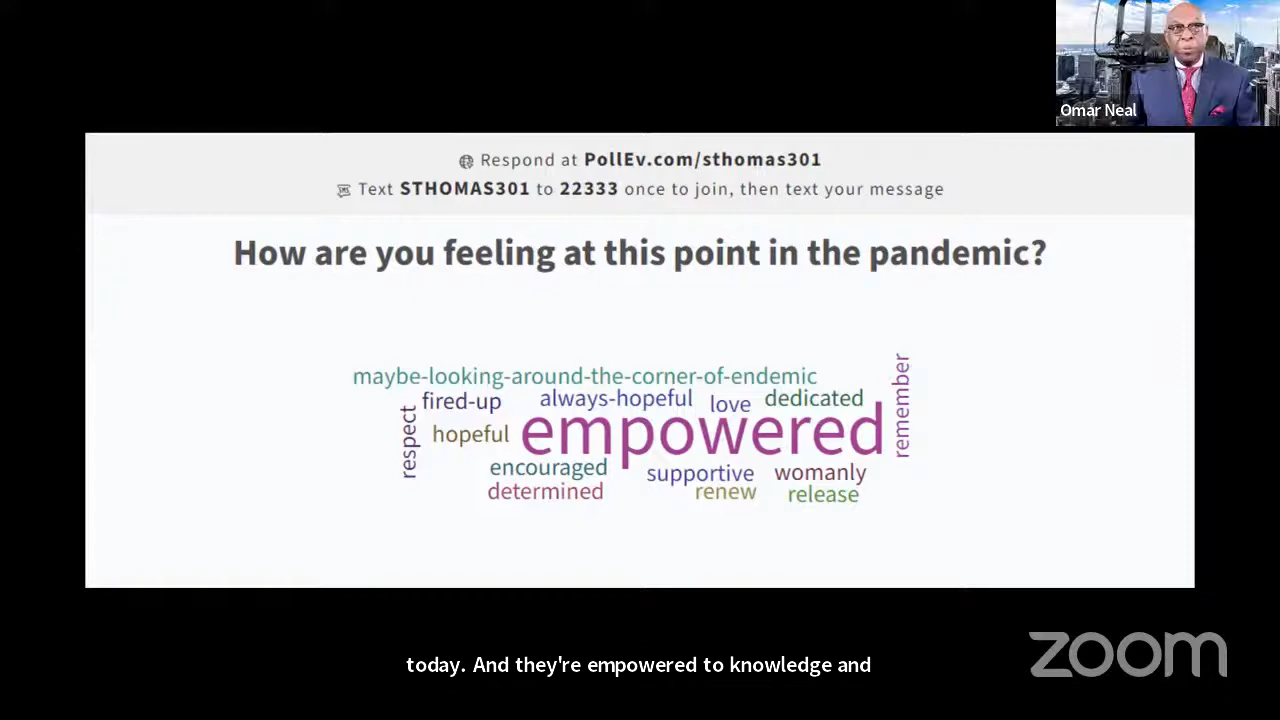 Omar Neal
Respond at PollEv.com/sthomas301
Text STHOMAS301 to 22333 once to join, then text your message
How are you feeling at this point in the pandemic?
maybe-looking-around-the-corner-of-endemic
remember
fired-up
always-hopeful
love
dedicated
respect
hopeful
empowered
encouraged
supportive
womanly
determined
renew
release
today. And they're empowered to knowledge and
zoom